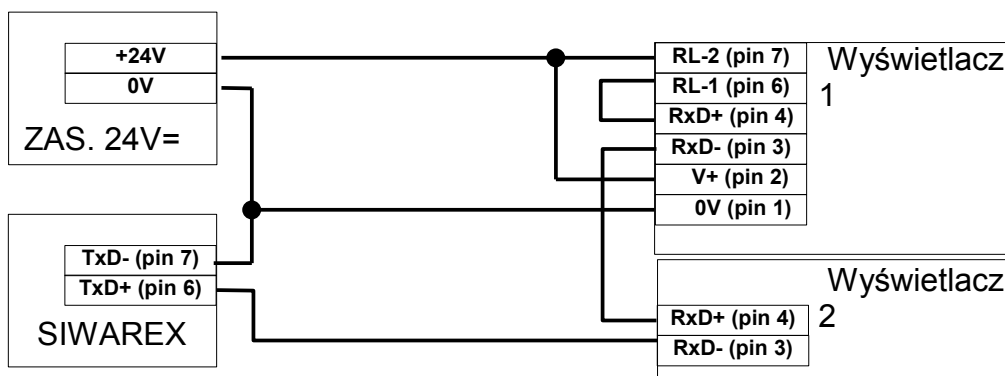 +24V
0V
ZAS. 24V=
TxD- (pin 7)
TxD+ (pin 6)
SIWAREX
RL-2 (pin 7)
RL-1 (pin 6)
RxD+ (pin 4)
RxD- (pin 3)
V+ (pin 2)
0V (pin 1)
Wyświetlacz
1
Wyświetlacz
2
RxD+ (pin 4)
RxD- (pin 3)